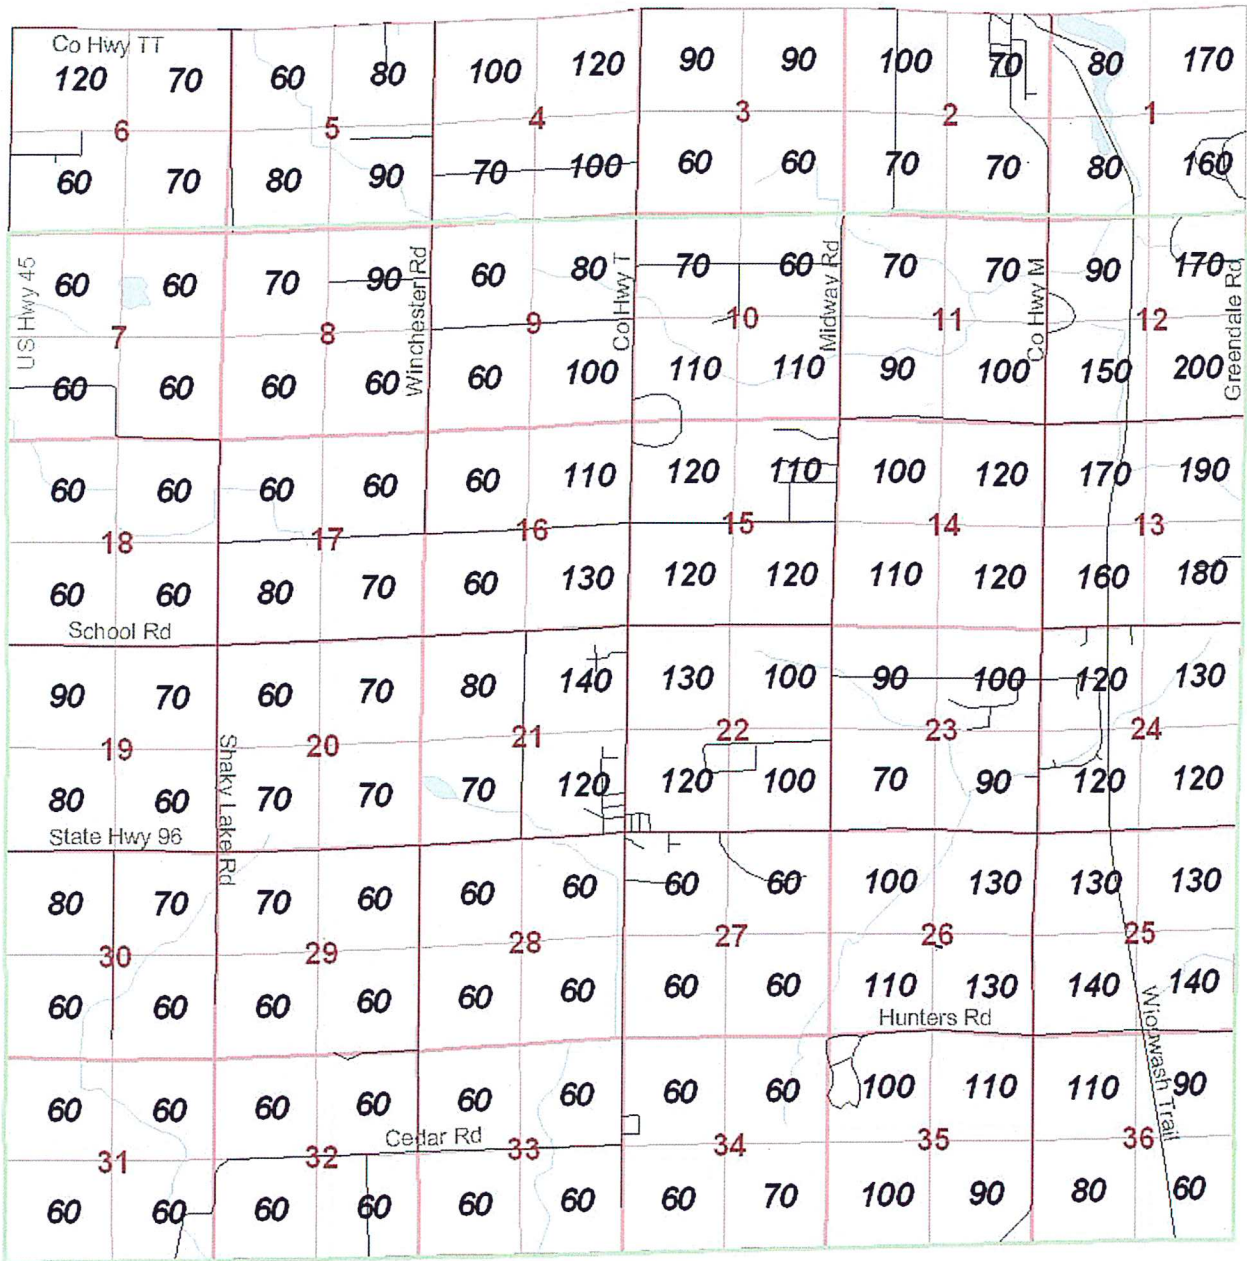 Co Hwy TT
120 70 60 80 100 120 90 90 100 70 80 170
6 5 4 3 2 1
60 70 80 90 70 100 60 60 70 70 80 160
US Hwy 45
Winchester Rd
Co Hwy T
Midway Rd
Co Hwy M
Greendale Rd
60 60 70 90 60 80 70 60 70 70 90 170
7 8 9 10 11 12
60 60 60 60 60 100 110 110 90 100 150 200
60 60 60 60 60 110 120 110 100 120 170 190
18 17 16 15 14 13
60 60 80 70 60 130 120 120 110 120 160 180
School Rd
90 70 60 70 80 140 130 100 90 100 120 130
19 20 21 22 23 24
Shaky Lake Rd
80 60 70 70 70 120 120 100 70 90 120 120
State Hwy 96
80 70 70 60 60 60 60 60 100 130 130 130
30 29 28 27 26 25
60 60 60 60 60 60 60 60 110 130 140 140
Hunters Rd
Wiouwash Trail
60 60 60 60 60 60 60 60 100 110 110 90
Cedar Rd
31 32 33 34 35 36
60 60 60 60 60 60 60 70 100 90 80 60